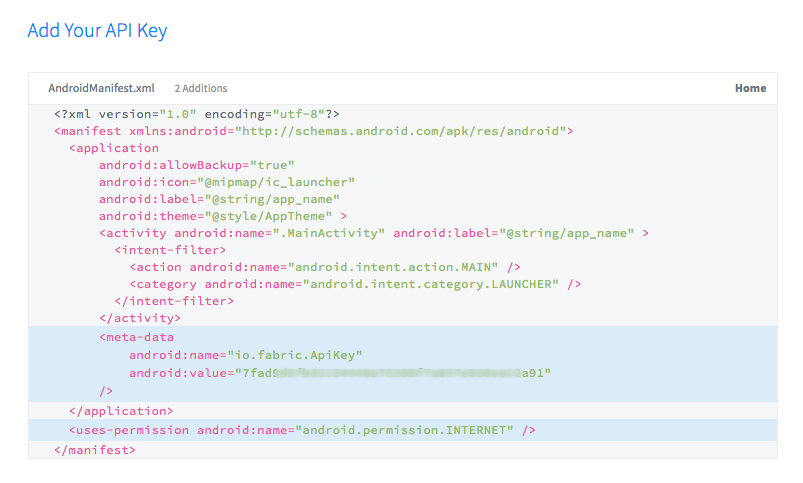 Add Your API Key
AndroidManifest.xml 2 Additions Home
<?xml version="1.0" encoding="utf-8"?>
<manifest xmlns:android="http://schemas.android.com/apk/res/android">
<application
android:allowBackup="true"
android:icon="@mipmap/ic_launcher"
android:label="@string/app_name"
android:theme="@style/AppTheme" >
<activity android:name=".MainActivity" android:label="@string/app_name" >
<intent-filter>
<action android:name="android.intent.action.MAIN" />
<category android:name="android.intent.category.LAUNCHER" />
</intent-filter>
</activity>
<meta-data
android:name="io.fabric.ApiKey"
android:value="7fad a91"
/>
</application>
<uses-permission android:name="android.permission.INTERNET" />
</manifest>